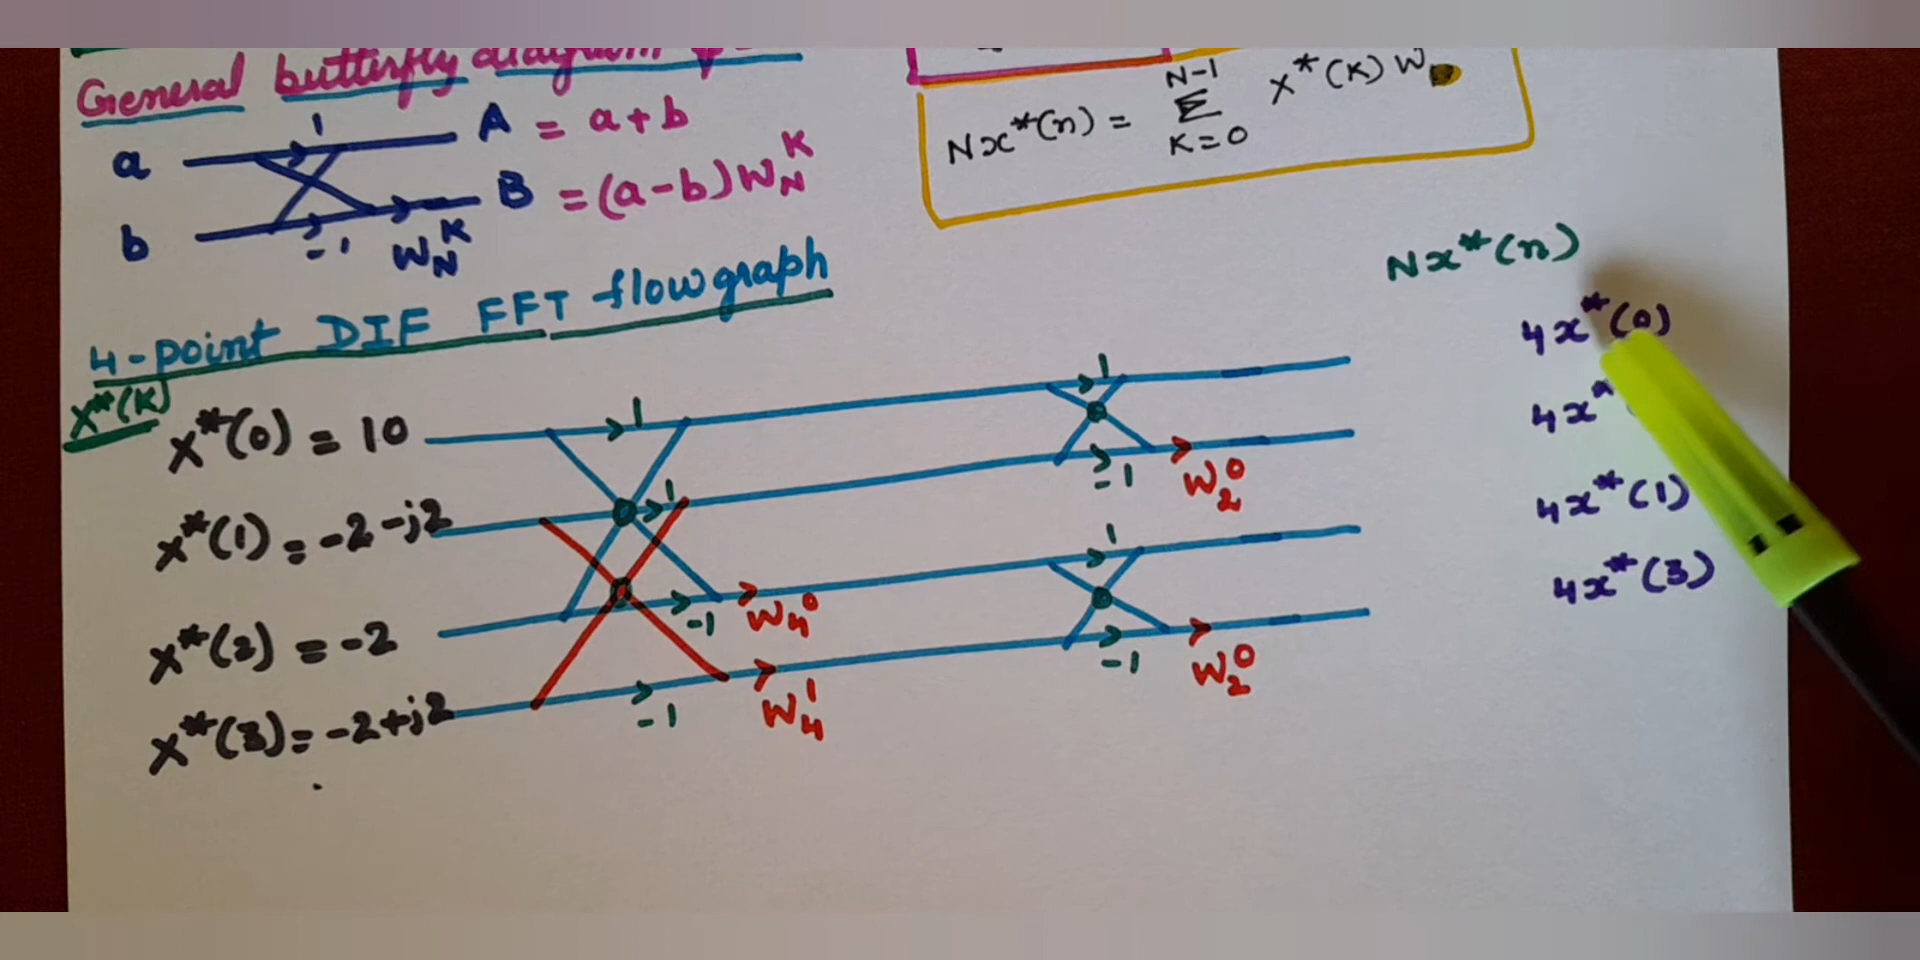 General butterfly diagram
a 1 A = a+b
b -1 W_N^K B = (a-b)W_N^K
N-1
Nx*(n) = Σ X*(K) W
K=0
Nx*(n)
4-point DIF FFT flowgraph
X*(K)
X*(0) = 10 1 1 4x*(0)
X*(1) = -2-j2 1 -1 W_2^0 4x*
X*(2) = -2 -1 W_4^0 1 4x*(1)
X*(3) = -2+j2 -1 W_4^1 -1 W_2^0 4x*(3)